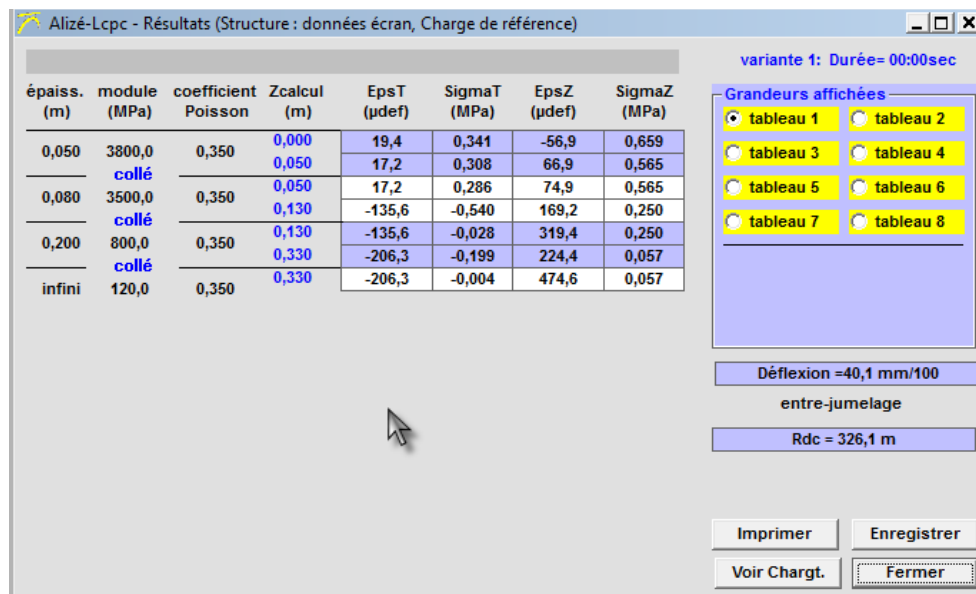 Alizé-Lcpc - Résultats (Structure : données écran, Charge de référence)
variante 1: Durée= 00:00sec
épaiss. module coefficient Zcalcul EpsT SigmaT EpsZ SigmaZ
(m) (MPa) Poisson (m) (µdef) (MPa) (µdef) (MPa)
0,000 19,4 0,341 -56,9 0,659
0,050 3800,0 0,350
collé 0,050 17,2 0,308 66,9 0,565
0,050 17,2 0,286 74,9 0,565
0,080 3500,0 0,350
collé 0,130 -135,6 -0,540 169,2 0,250
0,130 -135,6 -0,028 319,4 0,250
0,200 800,0 0,350
collé 0,330 -206,3 -0,199 224,4 0,057
0,330 -206,3 -0,004 474,6 0,057
infini 120,0 0,350
Grandeurs affichées
tableau 1 tableau 2
tableau 3 tableau 4
tableau 5 tableau 6
tableau 7 tableau 8
Déflexion =40,1 mm/100
entre-jumelage
Rdc = 326,1 m
Imprimer Enregistrer
Voir Chargt. Fermer